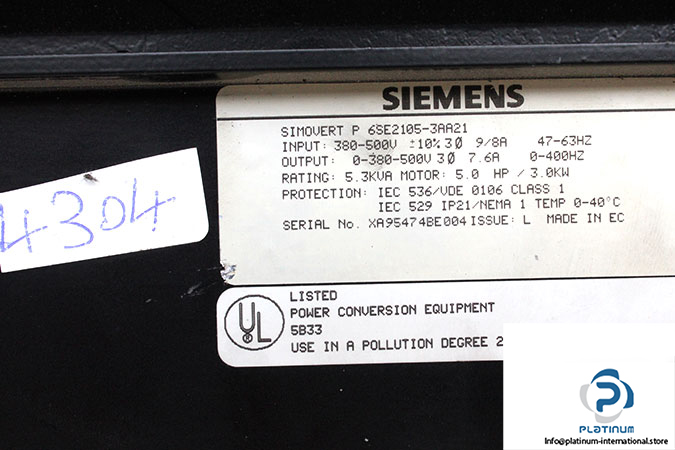 SIEMENS
SIMOVERT P 6SE2105-3AA21
INPUT: 380-500V ±10% 3Ø 9/8A 47-63HZ
OUTPUT: 0-380-500V 3Ø 7.6A 0-400HZ
RATING: 5.3KVA MOTOR: 5.0 HP / 3.0KW
PROTECTION: IEC 536/VDE 0106 CLASS 1
IEC 529 IP21/NEMA 1 TEMP 0-40°C
SERIAL No. XA95474BE004 ISSUE: L MADE IN EC
4304
UL
®
LISTED
POWER CONVERSION EQUIPMENT
5B33
USE IN A POLLUTION DEGREE 2
PLATINUM
info@platinum-international.store